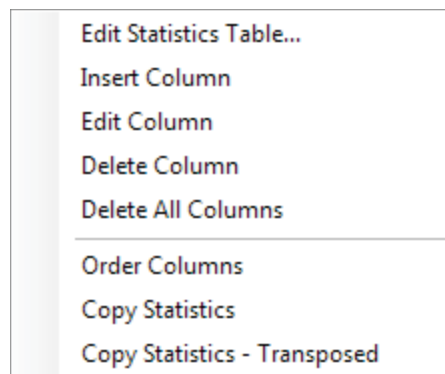 Edit Statistics Table...
Insert Column
Edit Column
Delete Column
Delete All Columns
Order Columns
Copy Statistics
Copy Statistics - Transposed